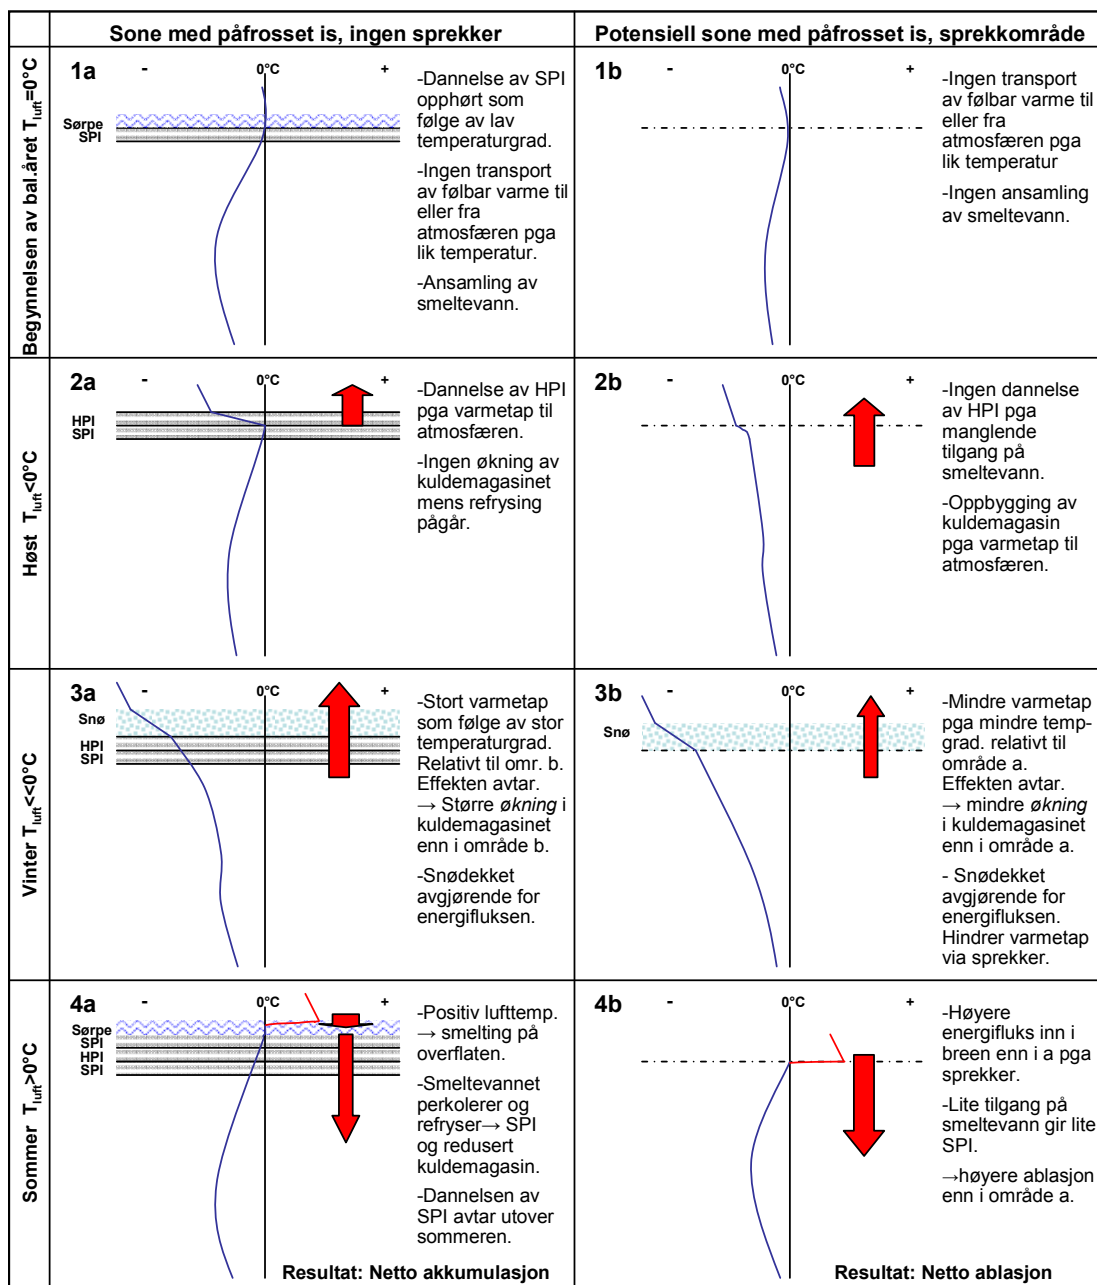 Sone med påfrosset is, ingen sprekker
Potensiell sone med påfrosset is, sprekkområde
Begynnelsen av bal.året Tluft=0°C
1a
-
0°C
+
Sørpe
SPI
-Dannelse av SPI
opphørt som
følge av lav
temperaturgrad.
-Ingen transport
av følbar varme til
eller fra
atmosfæren pga
lik temperatur.
-Ansamling av
smeltevann.
1b
-
0°C
+
-Ingen transport
av følbar varme til
eller fra
atmosfæren pga
lik temperatur
-Ingen ansamling
av smeltevann.
Høst Tluft<0°C
2a
-
0°C
+
HPI
SPI
-Dannelse av HPI
pga varmetap til
atmosfæren.
-Ingen økning av
kuldemagasinet
mens refrysing
pågår.
2b
-
0°C
+
-Ingen dannelse
av HPI pga
manglende
tilgang på
smeltevann.
-Oppbygging av
kuldemagasin
pga varmetap til
atmosfæren.
Vinter Tluft<<0°C
3a
-
0°C
+
Snø
HPI
SPI
-Stort varmetap
som følge av stor
temperaturgrad.
Relativt til omr. b.
Effekten avtar.
→ Større økning i
kuldemagasinet
enn i område b.
-Snødekket
avgjørende for
energifluksen.
3b
-
0°C
+
Snø
-Mindre varmetap
pga mindre temp-
grad. relativt til
område a.
Effekten avtar.
→ mindre økning
i kuldemagasinet
enn i område a.
- Snødekket
avgjørende for
energifluksen.
Hindrer varmetap
via sprekker.
Sommer Tluft>0°C
4a
-
0°C
+
Sørpe
SPI
HPI
SPI
-Positiv lufttemp.
→ smelting på
overflaten.
-Smeltevannet
perkolerer og
refryser→ SPI
og redusert
kuldemagasin.
-Dannelsen av
SPI avtar utover
sommeren.
Resultat: Netto akkumulasjon
4b
-
0°C
+
-Høyere
energifluks inn i
breen enn i a pga
sprekker.
-Lite tilgang på
smeltevann gir lite
SPI.
→høyere ablasjon
enn i område a.
Resultat: Netto ablasjon